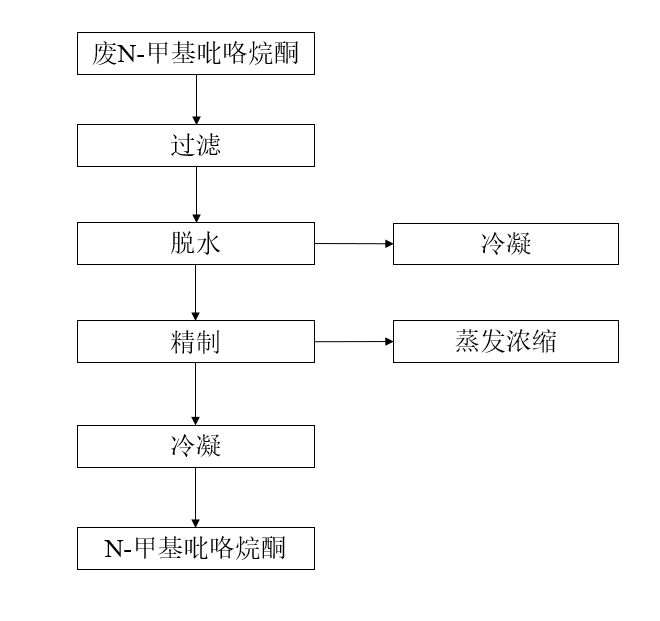 废N-甲基吡咯烷酮
过滤
脱水
冷凝
精制
蒸发浓缩
冷凝
N-甲基吡咯烷酮